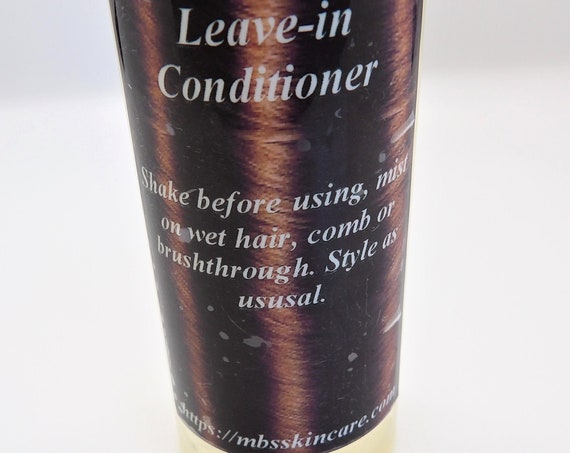 Leave-in
Conditioner
Shake before using, mist
on wet hair, comb or
brushthrough. Style as
ususal.
https://mbsskincare.com